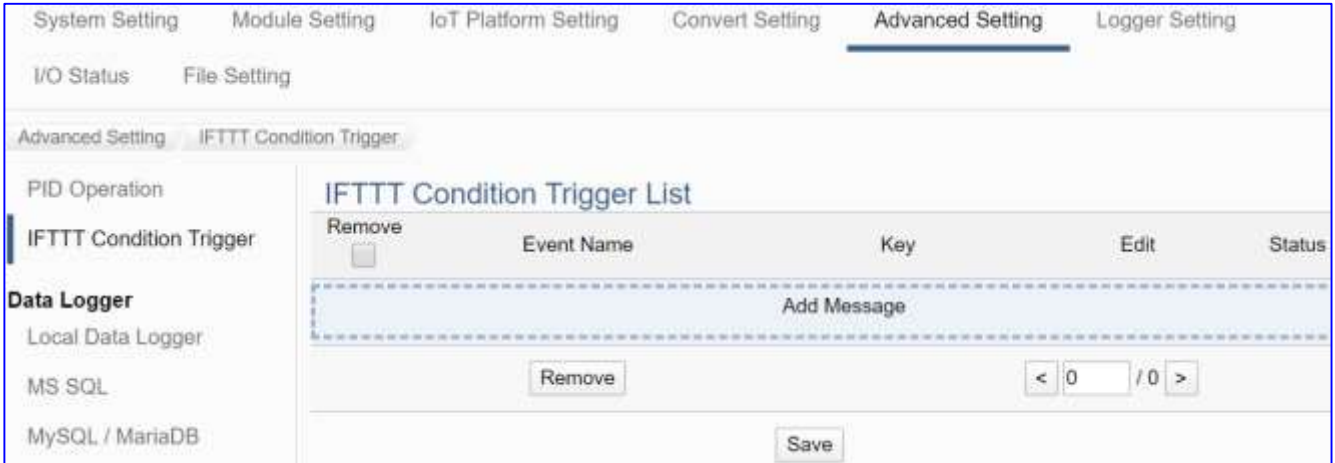 System Setting Module Setting IoT Platform Setting Convert Setting Advanced Setting Logger Setting
I/O Status File Setting
Advanced Setting IFTTT Condition Trigger
PID Operation
IFTTT Condition Trigger
Data Logger
Local Data Logger
MS SQL
MySQL / MariaDB
IFTTT Condition Trigger List
Remove Event Name Key Edit Status
Add Message
Remove < 0 / 0 >
Save